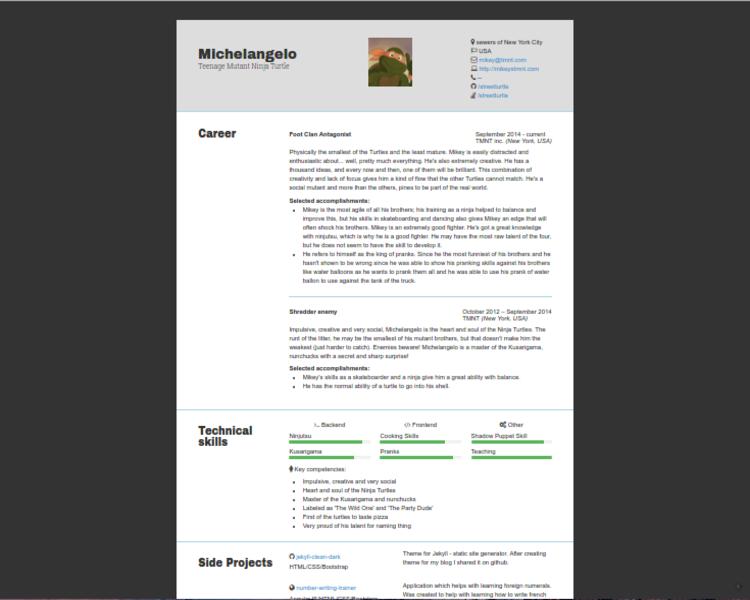 Michelangelo
Teenage Mutant Ninja Turtle
sewers of New York City
USA
mikey@tmnt.com
http://mikeystmnt.com
--
/streetturtle
/streetturtle
Career
Foot Clan Antagonist
September 2014 - current
TMNT inc. (New York, USA)
Physically the smallest of the Turtles and the least mature. Mikey is easily distracted and
enthusiastic about... well, pretty much everything. He's also extremely creative. He has a
thousand ideas, and every now and then, one of them will be brilliant. This combination of
creativity and lack of focus gives him a kind of flow that the other Turtles cannot match. He's a
social mutant and more than the others, pines to be part of the real world.
Selected accomplishments:
Mikey is the most agile of all his brothers; his training as a ninja helped to balance and
improve this, but his skills in skateboarding and dancing also gives Mikey an edge that will
often shock his brothers. Mikey is an extremely good fighter. He's got a great knowledge
with ninjutsu, which is why he is a good fighter. He may have the most raw talent of the four,
but he does not seem to have the skill to develop it.
He refers to himself as the king of pranks. Since he the most funniest of his brothers and he
hasn't shown to be wrong since he was able to show his pranking skills against his brothers
like water balloons as he wants to prank them all and he was able to use his prank of water
ballon to use against the tank of the truck.
Shredder enemy
October 2012 – September 2014
TMNT (New York, USA)
Impulsive, creative and very social, Michelangelo is the heart and soul of the Ninja Turtles. The
runt of the litter, he may be the smallest of his mutant brothers, but that doesn't make him the
weakest (just harder to catch). Enemies beware! Michelangelo is a master of the Kusarigama,
nunchucks with a secret and sharp surprise!
Selected accomplishments:
Mikey's skills as a skateboarder and a ninja give him a great ability with balance.
He has the normal ability of a turtle to go into his shell.
Technical
skills
Backend
Frontend
Other
Ninjutsu
Cooking Skills
Shadow Puppet Skill
Kusarigama
Pranks
Teaching
Key competencies:
Impulsive, creative and very social
Heart and soul of the Ninja Turtles
Master of the Kusarigama and nunchucks
Labeled as 'The Wild One' and 'The Party Dude'
First of the turtles to taste pizza
Very proud of his talent for naming thing
Side Projects
jekyll-clean-dark
HTML/CSS/Bootstrap
Theme for Jekyll - static site generator. After creating
theme for my blog I shared it on github.
number-writing-trainer
Application which helps with learning foreign numerals.
Was created to help with learning how to write french